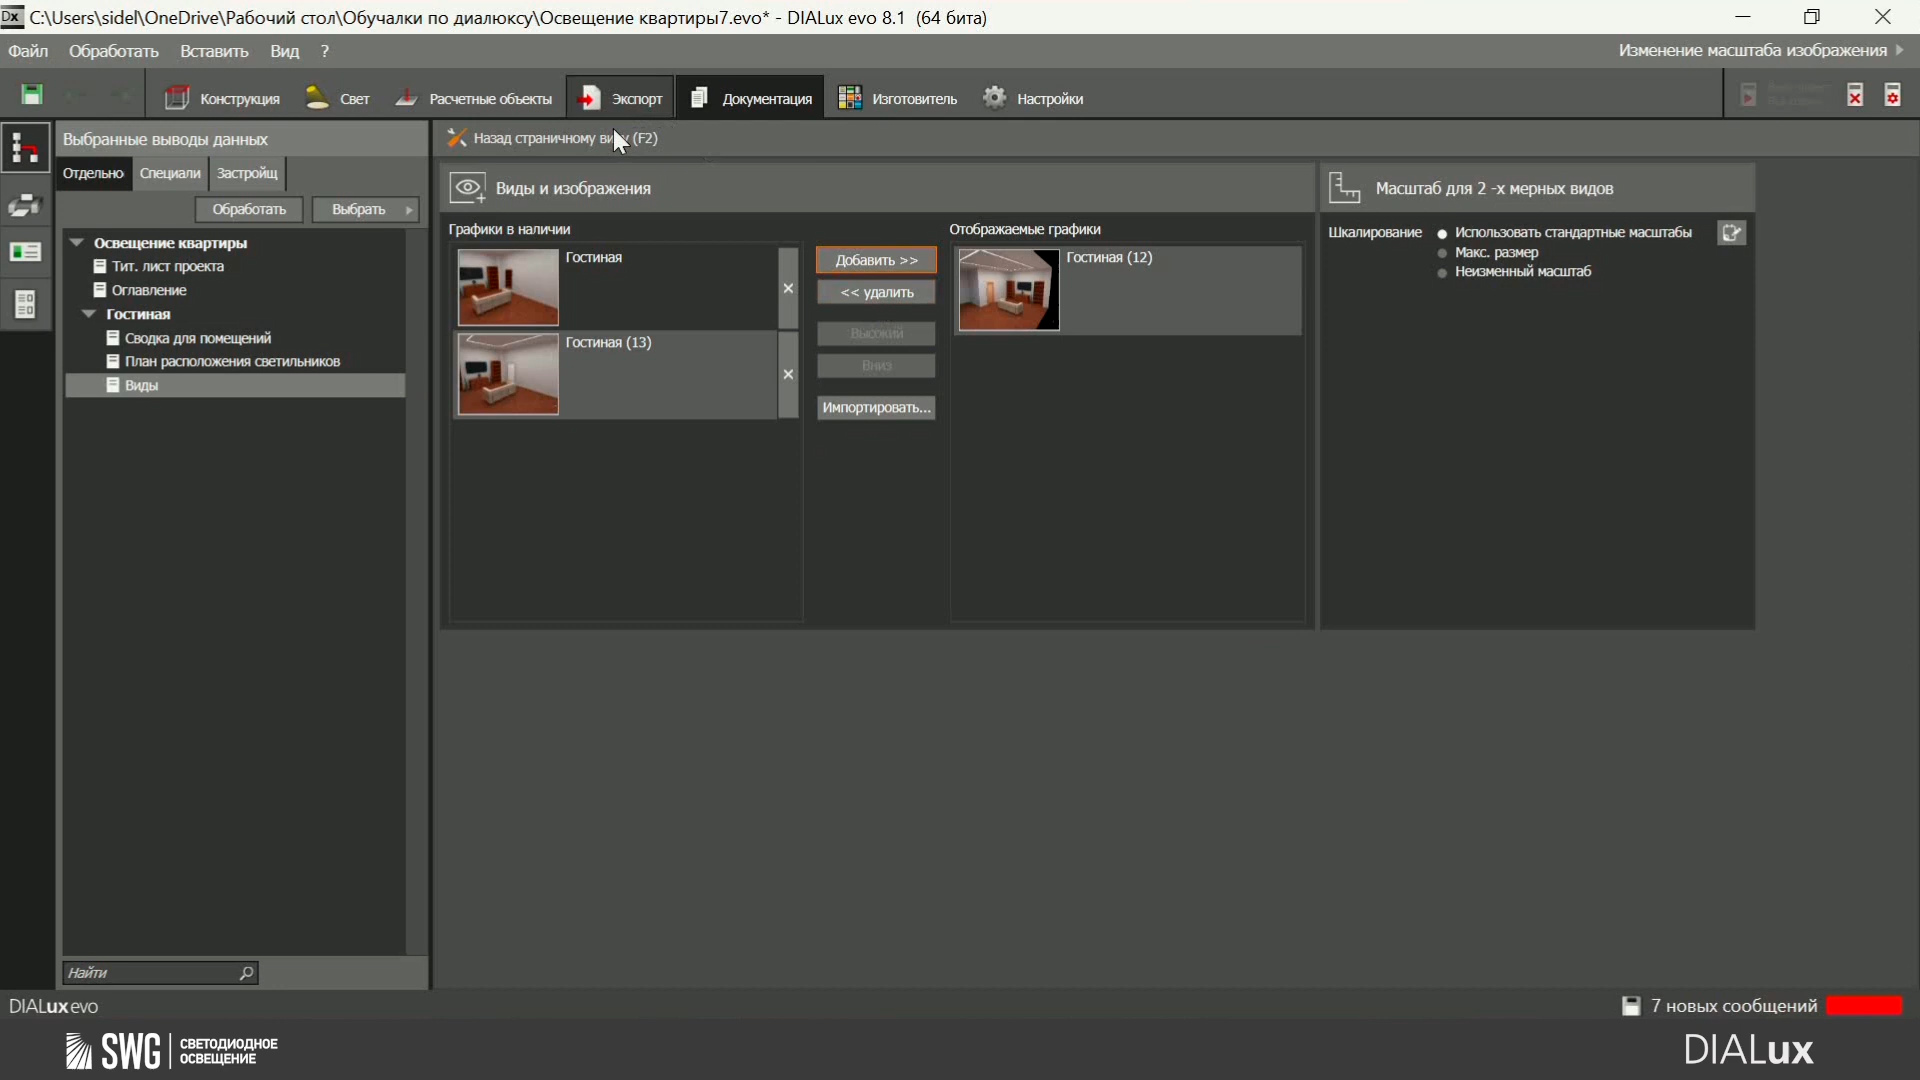 Dx C:\Users\sidel\OneDrive\Рабочий стол\Обучалки по диалюксу\Освещение квартиры7.evo* - DIALux evo 8.1 (64 бита)
Файл Обработать Вставить Вид ? Изменение масштаба изображения
Конструкция Свет Расчетные объекты Экспорт Документация Изготовитель Настройки
Выбранные выводы данных
Назад страничному виду (F2)
Отдельно Специали Застройщ
Обработать Выбрать
Виды и изображения
Масштаб для 2 -х мерных видов
Освещение квартиры
Тит. лист проекта
Оглавление
Гостиная
Сводка для помещений
План расположения светильников
Виды
Графики в наличии
Гостиная
Гостиная (13)
Добавить >>
<< удалить
Высокий
Вниз
Импортировать...
Отображаемые графики
Гостиная (12)
Шкалирование Использовать стандартные масштабы
Макс. размер
Неизменный масштаб
Найти
DIALux evo
7 новых сообщений
SWG СВЕТОДИОДНОЕ
ОСВЕЩЕНИЕ
DIALux